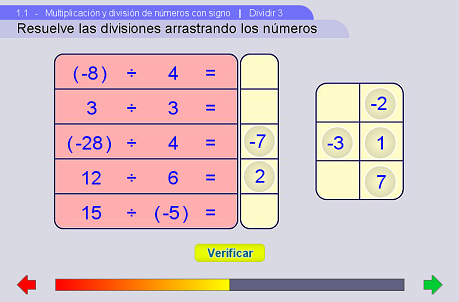 1.1 - Multiplicación y división de números con signo | Dividir 3
Resuelve las divisiones arrastrando los números
(-8) ÷ 4 =
3 ÷ 3 =
(-28) ÷ 4 = -7
12 ÷ 6 = 2
15 ÷ (-5) =
-2
-3 1
7
Verificar